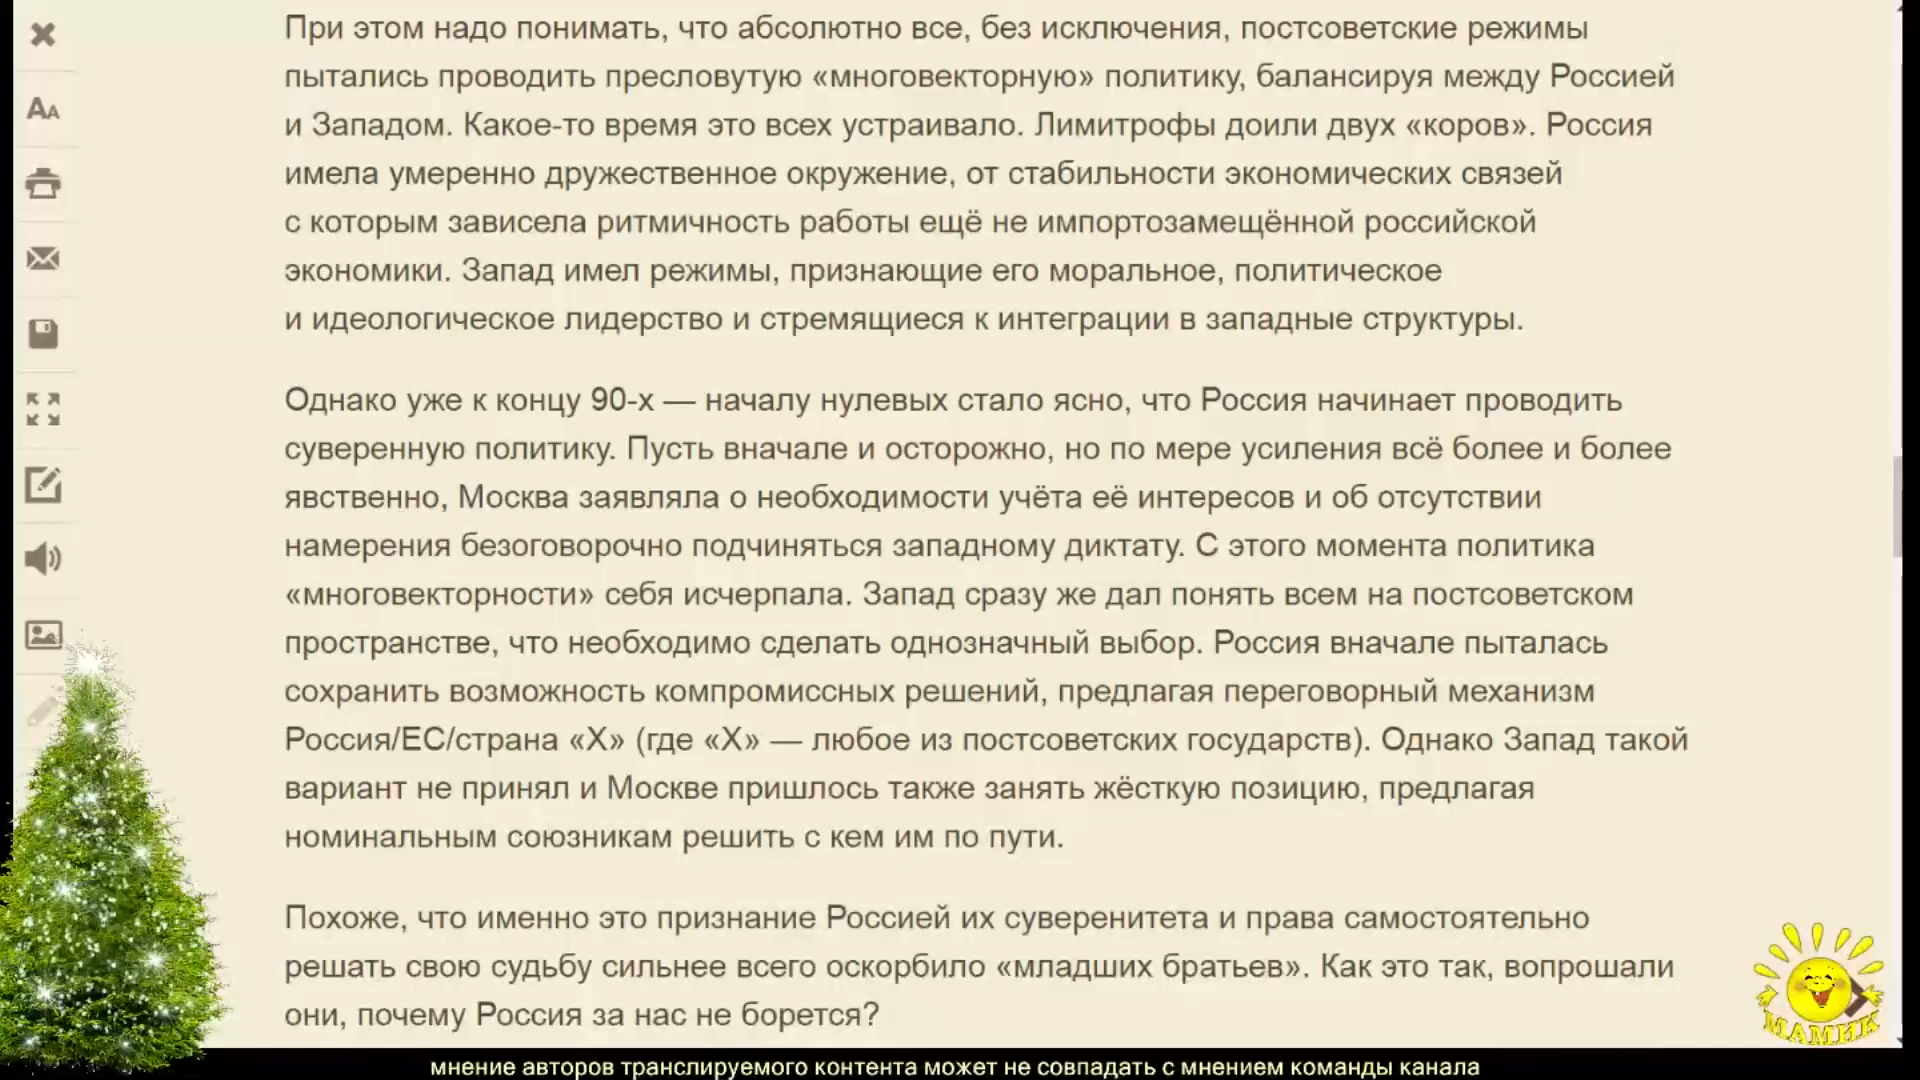 При этом надо понимать, что абсолютно все, без исключения, постсоветские режимы
пытались проводить пресловутую «многовекторную» политику, балансируя между Россией
и Западом. Какое-то время это всех устраивало. Лимитрофы доили двух «коров». Россия
имела умеренно дружественное окружение, от стабильности экономических связей
с которым зависела ритмичность работы ещё не импортозамещённой российской
экономики. Запад имел режимы, признающие его моральное, политическое
и идеологическое лидерство и стремящиеся к интеграции в западные структуры.
Однако уже к концу 90-х — началу нулевых стало ясно, что Россия начинает проводить
суверенную политику. Пусть вначале и осторожно, но по мере усиления всё более и более
явственно, Москва заявляла о необходимости учёта её интересов и об отсутствии
намерения безоговорочно подчиняться западному диктату. С этого момента политика
«многовекторности» себя исчерпала. Запад сразу же дал понять всем на постсоветском
пространстве, что необходимо сделать однозначный выбор. Россия вначале пыталась
сохранить возможность компромиссных решений, предлагая переговорный механизм
Россия/ЕС/страна «Х» (где «Х» — любое из постсоветских государств). Однако Запад такой
вариант не принял и Москве пришлось также занять жёсткую позицию, предлагая
номинальным союзникам решить с кем им по пути.
Похоже, что именно это признание Россией их суверенитета и права самостоятельно
решать свою судьбу сильнее всего оскорбило «младших братьев». Как это так, вопрошали
они, почему Россия за нас не борется?
МАМИК
мнение авторов транслируемого контента может не совпадать с мнением команды канала